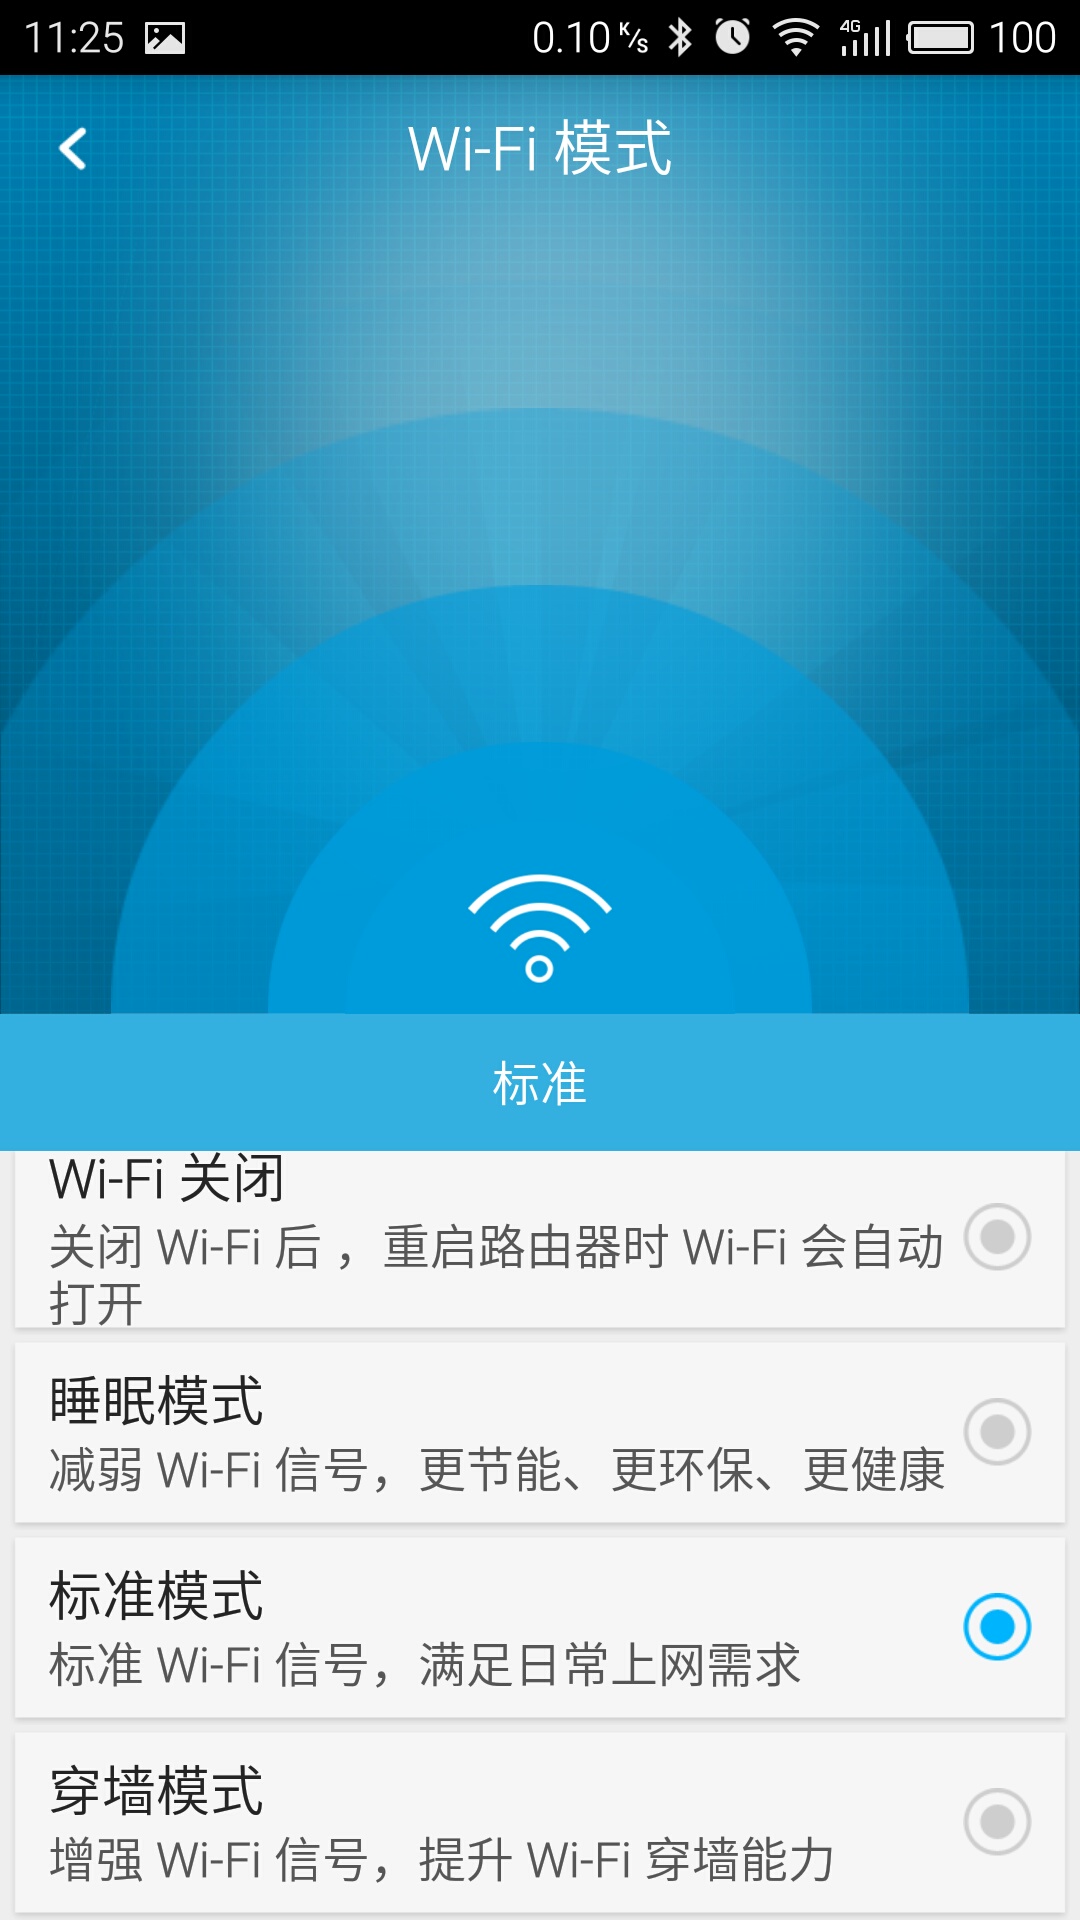 11:25 0.10 K/s 4G 100
Wi-Fi 模式
标准
Wi-Fi 关闭
关闭 Wi-Fi 后 ，重启路由器时 Wi-Fi 会自动
打开
睡眠模式
减弱 Wi-Fi 信号，更节能、更环保、更健康
标准模式
标准 Wi-Fi 信号，满足日常上网需求
穿墙模式
增强 Wi-Fi 信号，提升 Wi-Fi 穿墙能力